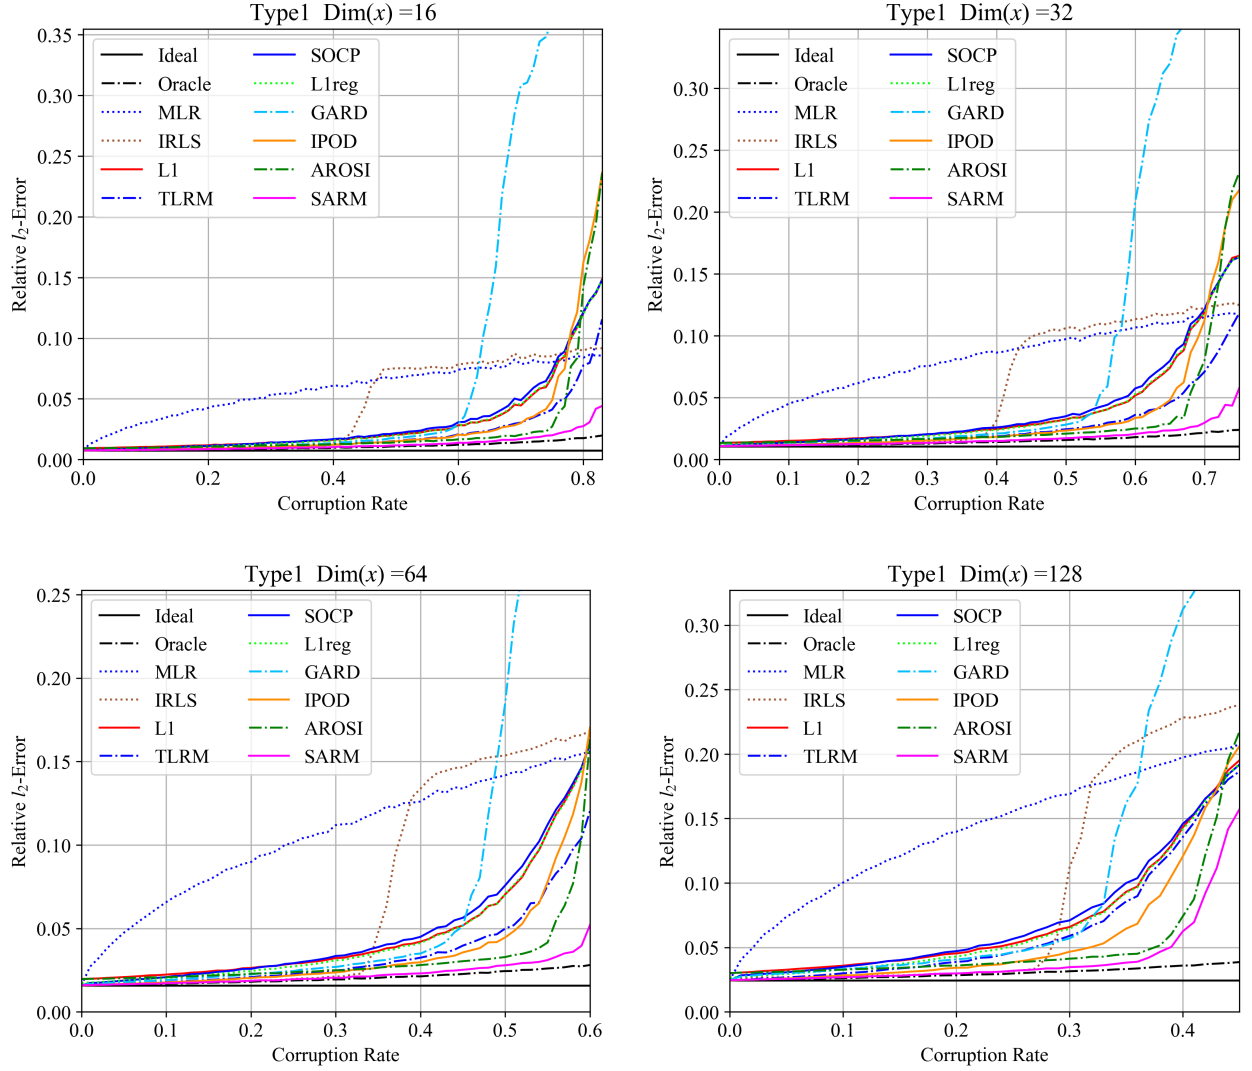 Type1 Dim(x) =16
Relative l2-Error
0.35
0.30
0.25
0.20
0.15
0.10
0.05
0.00
Ideal
Oracle
MLR
IRLS
L1
TLRM
SOCP
L1reg
GARD
IPOD
AROSI
SARM
0.0 0.2 0.4 0.6 0.8
Corruption Rate
Type1 Dim(x) =32
Relative l2-Error
0.30
0.25
0.20
0.15
0.10
0.05
0.00
Ideal
Oracle
MLR
IRLS
L1
TLRM
SOCP
L1reg
GARD
IPOD
AROSI
SARM
0.0 0.1 0.2 0.3 0.4 0.5 0.6 0.7
Corruption Rate
Type1 Dim(x) =64
Relative l2-Error
0.25
0.20
0.15
0.10
0.05
0.00
Ideal
Oracle
MLR
IRLS
L1
TLRM
SOCP
L1reg
GARD
IPOD
AROSI
SARM
0.0 0.1 0.2 0.3 0.4 0.5 0.6
Corruption Rate
Type1 Dim(x) =128
Relative l2-Error
0.30
0.25
0.20
0.15
0.10
0.05
0.00
Ideal
Oracle
MLR
IRLS
L1
TLRM
SOCP
L1reg
GARD
IPOD
AROSI
SARM
0.0 0.1 0.2 0.3 0.4
Corruption Rate